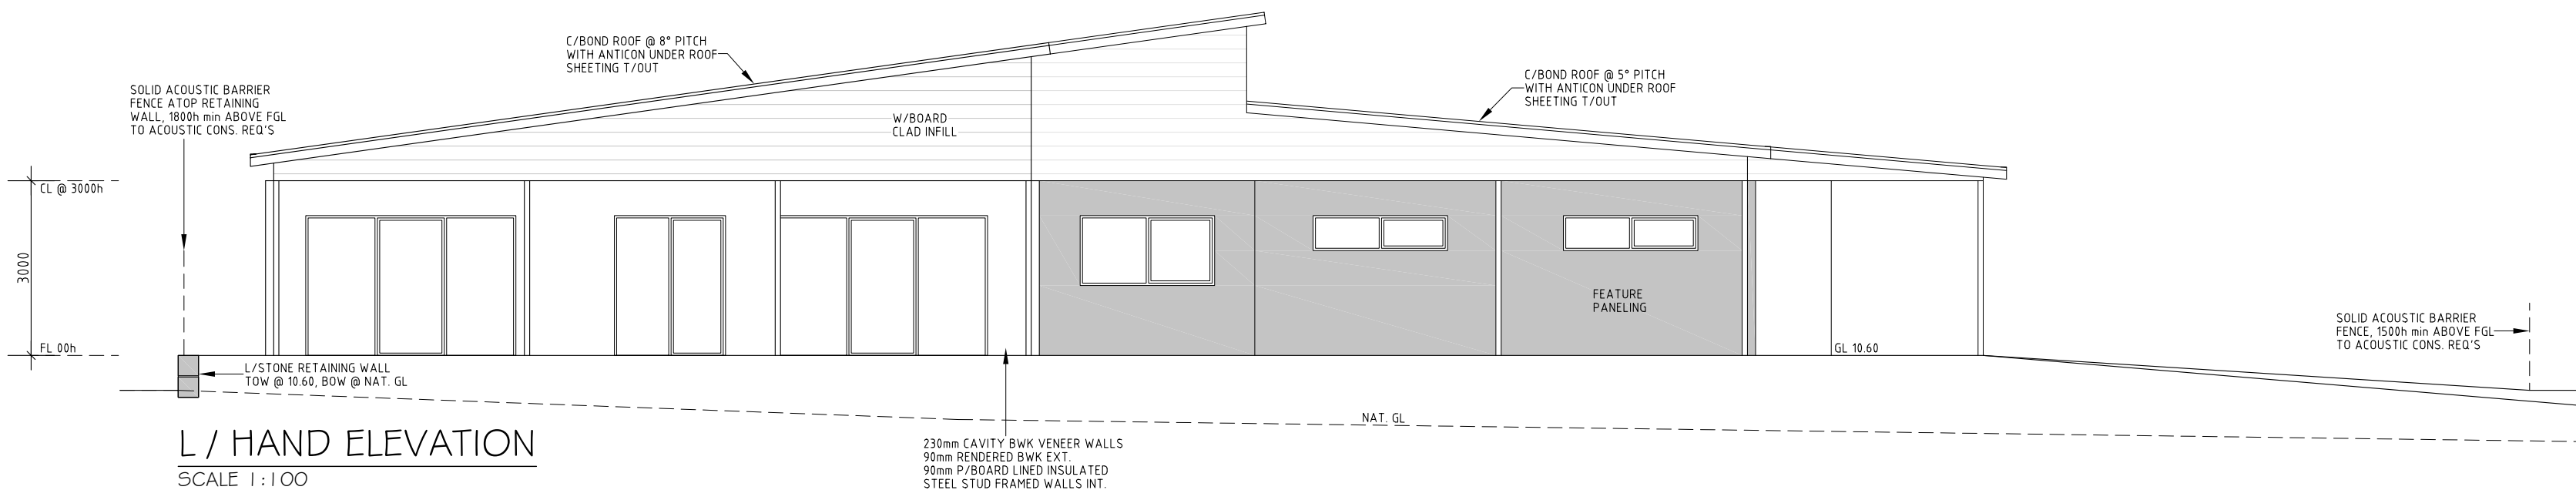 C/BOND ROOF @ 8° PITCH
WITH ANTICON UNDER ROOF
SHEETING T/OUT
C/BOND ROOF @ 5° PITCH
WITH ANTICON UNDER ROOF
SHEETING T/OUT
SOLID ACOUSTIC BARRIER
FENCE ATOP RETAINING
WALL, 1800h min ABOVE FGL
TO ACOUSTIC CONS. REQ'S
W/BOARD
CLAD INFILL
CL @ 3000h
3000
FL 00h
FEATURE
PANELING
GL 10.60
SOLID ACOUSTIC BARRIER
FENCE, 1500h min ABOVE FGL
TO ACOUSTIC CONS. REQ'S
L/STONE RETAINING WALL
TOW @ 10.60, BOW @ NAT. GL
NAT. GL
230mm CAVITY BWK VENEER WALLS
90mm RENDERED BWK EXT.
90mm P/BOARD LINED INSULATED
STEEL STUD FRAMED WALLS INT.
L / HAND ELEVATION
SCALE 1:100